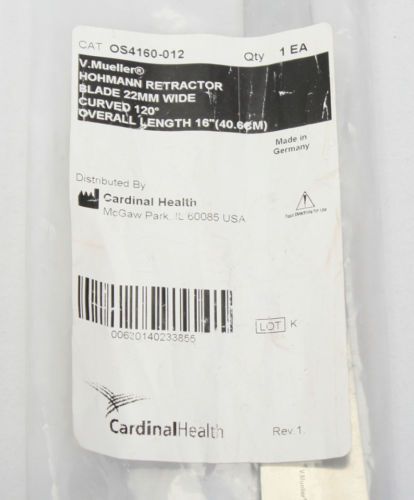 CAT OS4160-012 Qty 1 EA
V.Mueller®
HOHMANN RETRACTOR
BLADE 22MM WIDE
CURVED 120°
OVERALL LENGTH 16"(40.6CM)
Made in
Germany
Distributed By
Cardinal Health
McGaw Park, IL 60085 USA
LOT K
00620140233855
CardinalHealth
Rev.1.
V.Mueller